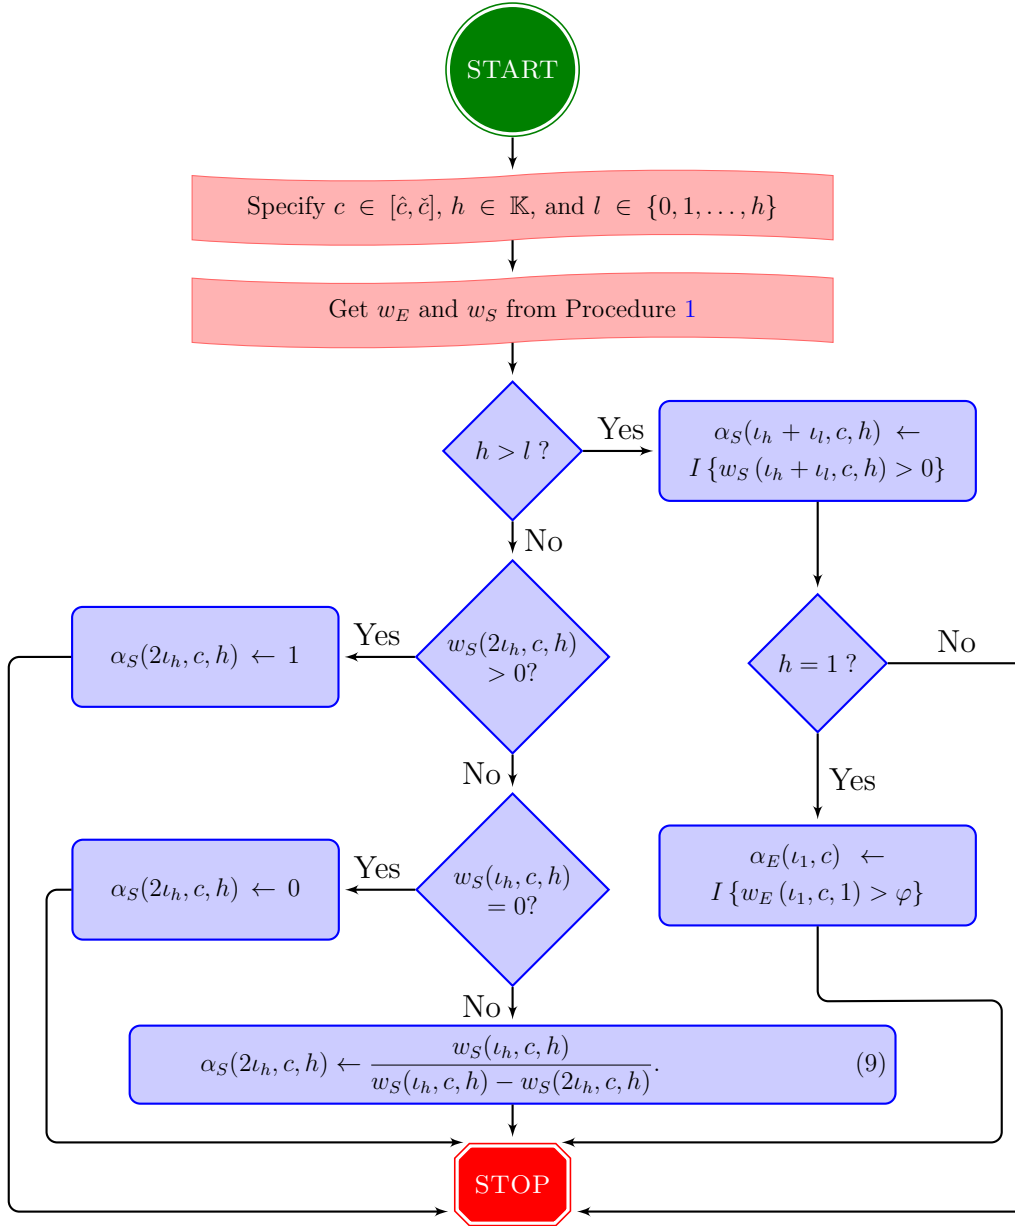 START
Specify c ∈ [ĉ, č], h ∈ 𝕂, and l ∈ {0, 1, . . . , h}
Get w_E and w_S from Procedure 1
h > l ?
Yes
α_S(ι_h + ι_l, c, h) ←
I {w_S (ι_h + ι_l, c, h) > 0}
No
w_S(2ι_h, c, h)
> 0?
Yes
α_S(2ι_h, c, h) ← 1
h = 1 ?
No
No
Yes
w_S(ι_h, c, h)
= 0?
Yes
α_S(2ι_h, c, h) ← 0
α_E(ι_1, c) ←
I {w_E (ι_1, c, 1) > φ}
No
α_S(2ι_h, c, h) ← w_S(ι_h, c, h) / (w_S(ι_h, c, h) − w_S(2ι_h, c, h)). (9)
STOP